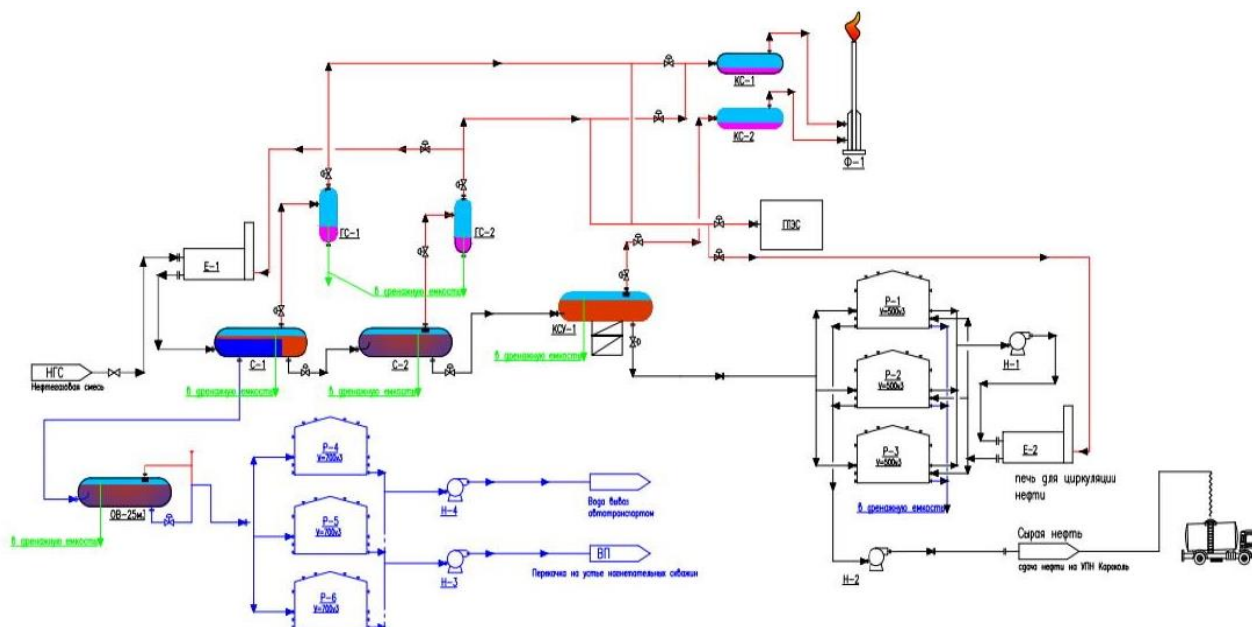 КС-1
КС-2
Ф-1
ГС-1
ГС-2
ГПЭС
Е-1
в дренажную емкость
КСУ-1
Р-1
V=500м3
в дренажную емкость
Н-1
НГС
Нефтегазовая смесь
С-1
С-2
в дренажную емкость
в дренажную емкость
Р-2
V=500м3
Р-3
V=500м3
Е-2
печь для циркуляции
нефти
Р-4
V=700м3
Вода вывоз
автотранспортом
Н-4
в дренажную емкость
ОВ-25м3
в дренажную емкость
Р-5
V=700м3
ВП
Перекачка на устье нагнетательных скважин
Н-3
Сырая нефть
сдача нефти на УПН Караколь
Н-2
Р-6
V=700м3